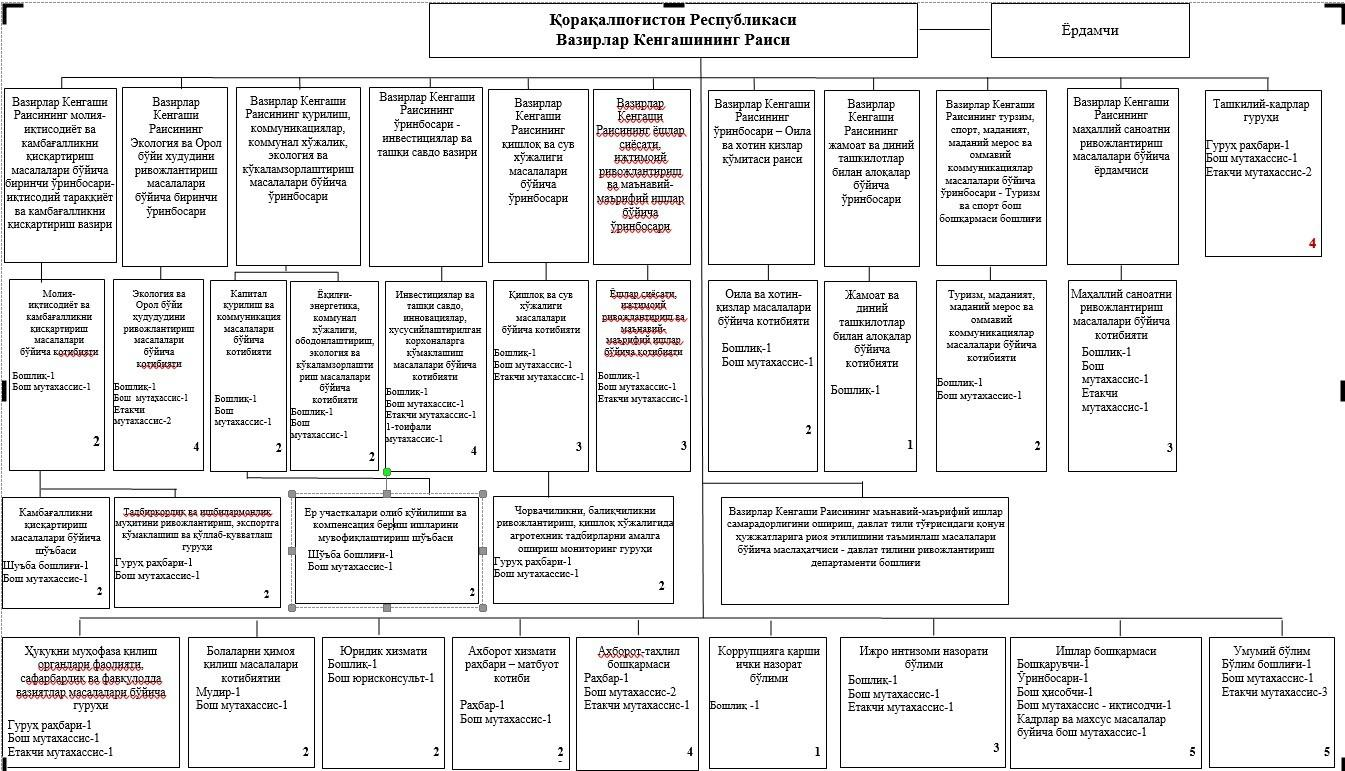 Қорақалпоғистон Республикаси
Вазирлар Кенгашининг Раиси
Ёрдамчи
Вазирлар Кенгаши
Раисининг молия-
иқтисодиёт ва
камбағалликни
қисқартириш
масалалари бўйича
биринчи ўринбосари-
иқтисодий тараққиёт
ва камбағалликни
қисқартириш вазири
Вазирлар
Кенгаши
Раисининг
Экология ва Орол
бўйи худудини
ривожлантириш
масалалари
бўйича биринчи
ўринбосари
Вазирлар Кенгаши
Раисининг қурилиш,
коммуникациялар,
коммунал хўжалик,
экология ва
кўкаламзорлаштириш
масалалари бўйича
ўринбосари
Вазирлар Кенгаши
Раисининг
ўринбосари -
инвестициялар ва
ташқи савдо вазири
Вазирлар
Кенгаши
Раисининг
қишлоқ ва сув
хўжалиги
масалалари
бўйича
ўринбосари
Вазирлар
Кенгаши
Раисининг ёшлар
сиёсати,
ижтимоий
ривожлантириш
ва маънавий-
маърифий ишлар
бўйича
ўринбосари
Вазирлар Кенгаши
Раисининг
ўринбосари – Оила
ва хотин қизлар
қўмитаси раиси
Вазирлар
Кенгаши
Раисининг
жамоат ва диний
ташкилотлар
билан алоқалар
бўйича
ўринбосари
Вазирлар Кенгаши
Раисининг турзим,
спорт, маданият,
маданий мерос ва
оммавий
коммуникациялар
масалалари бўйича
ўринбосари - Туризм
ва спорт бош
бошқармаси бошлиғи
Вазирлар Кенгаши
Раисининг
маҳаллий саноатни
ривожлантириш
масалалари бўйича
ёрдамчиси
Ташкилий-кадрлар
гуруҳи
Гуруҳ раҳбари-1
Бош мутахассис-1
Етакчи мутахассис-2
4
Молия-
иқтисодиёт ва
камбағалликни
қисқартириш
масалалари
бўйича котибияти
Бошлиқ-1
Бош мутахассис-1
2
Экология ва
Орол бўйи
ҳудудудини
ривожлантириш
масалалари
бўйича
котибияти
Бошлиқ-1
Бош мутахассис-1
Етакчи
мутахассис-2
4
Капитал
қурилиш ва
коммуникация
масалалари
бўйича
котибияти
Бошлиқ-1
Бош
мутахассис-1
2
Ёқилғи-
энергетика,
коммунал
хўжалиги,
ободонлаштириш,
экология ва
кўкаламзорлашти
риш масалалари
бўйича
котибияти
Бошлиқ-1
Бош
мутахассис-1
2
Инвестициялар ва
ташқи савдо,
инновациялар,
хусусийлаштирилган
корхоналарга
кўмаклашиш
масалалари бўйича
котибияти
Бошлиқ-1
Бош мутахассис-1
Етакчи мутахассис-1
1-тоифали
мутахассис-1
4
Қишлоқ ва сув
хўжалиги
масалалари
бўйича котибияти
Бошлиқ-1
Бош мутахассис-1
Етакчи мутахассис-1
3
Ёшлар сиёсати,
ижтимоий
ривожлантириш ва
маънавий-
маърифий ишлар
бўйича котибияти
Бошлиқ-1
Бош мутахассис-1
Етакчи мутахассис-1
3
Оила ва хотин-
қизлар масалалари
бўйича котибияти
Бошлиқ-1
Бош мутахассис-1
2
Жамоат ва
диний
ташкилотлар
билан алоқалар
бўйича
котибияти
Бошлиқ-1
1
Туризм, маданият,
маданий мерос ва
оммавий
коммуникациялар
масалалари бўйича
котибияти
Бошлиқ-1
Бош мутахассис-1
2
Маҳаллий саноатни
ривожлантириш
масалалари бўйича
котибияти
Бошлиқ-1
Бош
мутахассис-1
Етакчи
мутахассис-1
3
Камбағалликни
қисқартириш
масалалари бўйича
шўъбаси
Шуъба бошлиғи-1
Бош мутахассис-1
2
Тадбиркорлик ва ишбилармонлик
муҳитини ривожлантириш, экспортга
кўмаклашиш ва қўллаб-қувватлаш
гуруҳи
Гуруҳ раҳбари-1
Бош мутахассис-1
2
Ер участкалари олиб қўйилиши ва
компенсация бериш ишларини
мувофиқлаштириш шўъбаси
Шўъба бошлиғи-1
Бош мутахассис-1
2
Чорвачиликни, балиқчиликни
ривожлантириш, қишлоқ хўжалигида
агротехник тадбирларни амалга
ошириш мониторинг гуруҳи
Гуруҳ раҳбари-1
Бош мутахассис-1
2
Вазирлар Кенгаши Раисининг маънавий-маърифий ишлар
самарадорлигини ошириш, давлат тили тўғрисидаги қонун
ҳужжатларига риоя этилишини таъминлаш масалалари
бўйича маслаҳатчиси - давлат тилини ривожлантириш
департаменти бошлиғи
Ҳуқуқни муҳофаза қилиш
органлари фаолияти,
сафарбарлик ва фавқулодда
вазиятлар масалалари бўйича
гуруҳи
Гуруҳ раҳбари-1
Бош мутахассис-1
Етакчи мутахассис-1
Болаларни ҳимоя
қилиш масалалари
котибиятии
Мудир-1
Бош мутахассис-1
2
Юридик хизмати
Бошлиқ-1
Бош юрисконсульт-1
2
Ахборот хизмати
раҳбари – матбуот
котиби
Раҳбар-1
Бош мутахассис-1
2
Ахборот-таҳлил
бошкармаси
Раҳбар-1
Бош мутахассис-2
Етакчи мутахассис-1
4
Коррупцияга қарши
ички назорат
бўлими
Бошлиқ -1
1
Ижро интизоми назорати
бўлими
Бошлиқ-1
Бош мутахассис-1
Етакчи мутахассис-1
3
Ишлар бошқармаси
Бошқарувчи-1
Ўринбосари-1
Бош ҳисобчи-1
Бош мутахассис - иқтисодчи-1
Кадрлар ва махсус масалалар
буйича бош мутахассис-1
5
Умумий бўлим
Бўлим бошлиғи-1
Бош мутахассис-1
Етакчи мутахассис-3
5